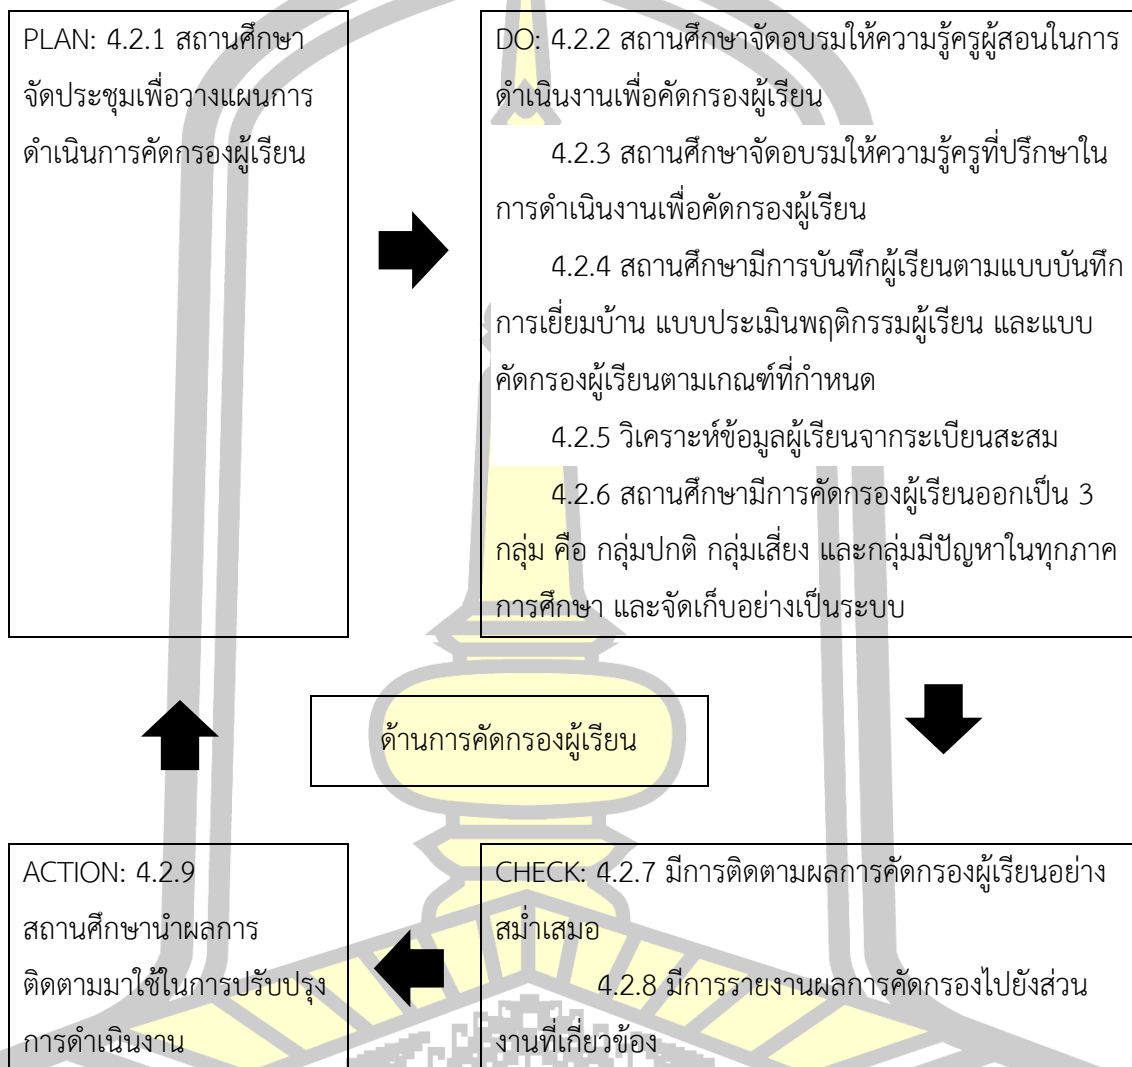 PLAN: 4.2.1 สถานศึกษา
จัดประชุมเพื่อวางแผนการ
ดำเนินการคัดกรองผู้เรียน
DO: 4.2.2 สถานศึกษาจัดอบรมให้ความรู้ครูผู้สอนในการ
ดำเนินงานเพื่อคัดกรองผู้เรียน
4.2.3 สถานศึกษาจัดอบรมให้ความรู้ครูที่ปรึกษาใน
การดำเนินงานเพื่อคัดกรองผู้เรียน
4.2.4 สถานศึกษามีการบันทึกผู้เรียนตามแบบบันทึก
การเยี่ยมบ้าน แบบประเมินพฤติกรรมผู้เรียน และแบบ
คัดกรองผู้เรียนตามเกณฑ์ที่กำหนด
4.2.5 วิเคราะห์ข้อมูลผู้เรียนจากระเบียนสะสม
4.2.6 สถานศึกษามีการคัดกรองผู้เรียนออกเป็น 3
กลุ่ม คือ กลุ่มปกติ กลุ่มเสี่ยง และกลุ่มมีปัญหาในทุกภาค
การศึกษา และจัดเก็บอย่างเป็นระบบ
ด้านการคัดกรองผู้เรียน
ACTION: 4.2.9
สถานศึกษานำผลการ
ติดตามมาใช้ในการปรับปรุง
การดำเนินงาน
CHECK: 4.2.7 มีการติดตามผลการคัดกรองผู้เรียนอย่าง
สม่ำเสมอ
4.2.8 มีการรายงานผลการคัดกรองไปยังส่วน
งานที่เกี่ยวข้อง